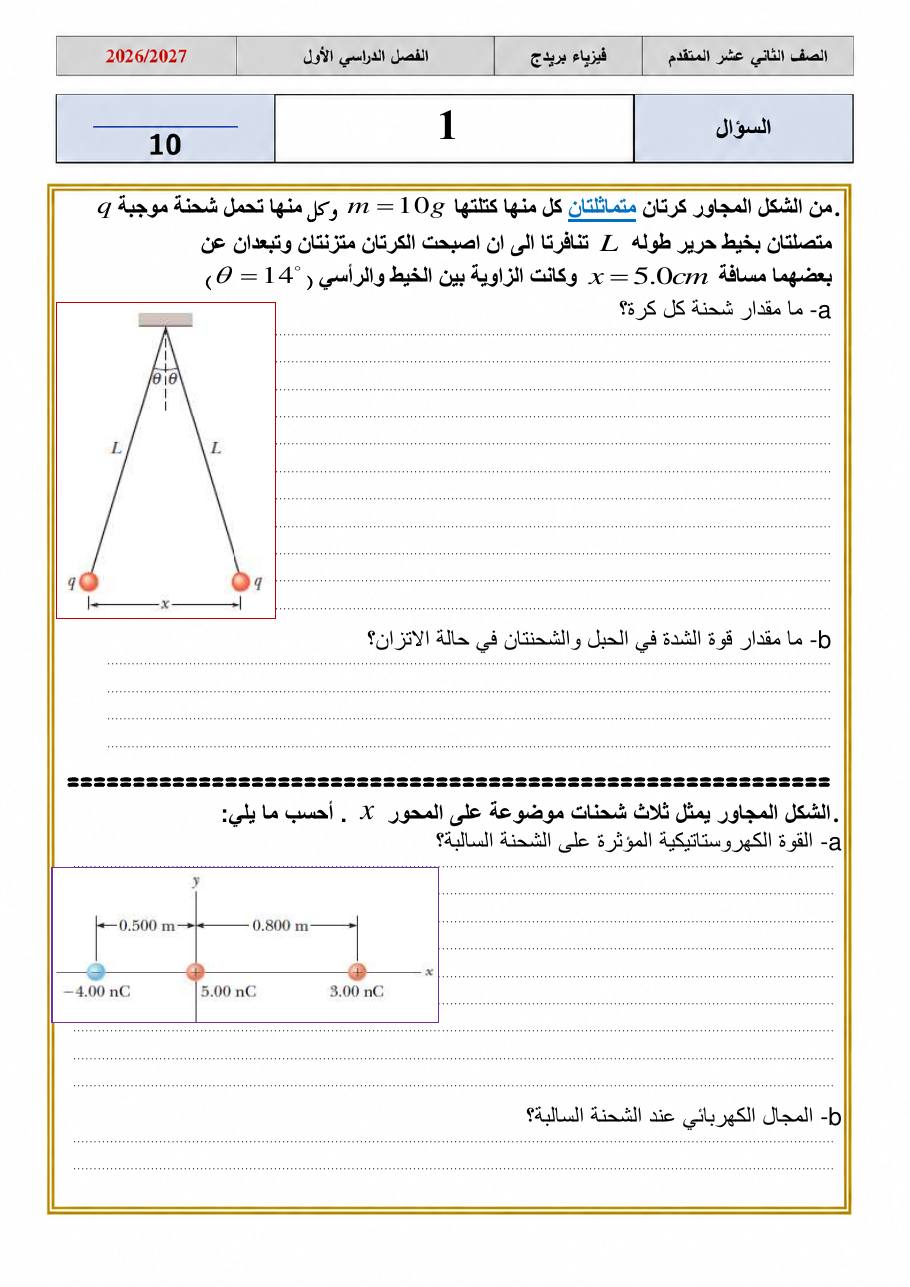 الصف الثاني عشر المتقدم فيزياء بريدج الفصل الدراسي الأول 2026/2027
السؤال 1 10
.من الشكل المجاور كرتان متماثلتان كل منها كتلتها m = 10g وكل منها تحمل شحنة موجبة q
متصلتان بخيط حرير طوله L تنافرتا الى ان اصبحت الكرتان متزنتان وتبعدان عن
بعضهما مسافة x = 5.0cm وكانت الزاوية بين الخيط والرأسي (θ = 14°)
a- ما مقدار شحنة كل كرة؟
θ θ
L L
q q
x
b- ما مقدار قوة الشدة في الحبل والشحنتان في حالة الاتزان؟
.الشكل المجاور يمثل ثلاث شحنات موضوعة على المحور x . أحسب ما يلي:
a- القوة الكهروستاتيكية المؤثرة على الشحنة السالبة؟
y
0.500 m 0.800 m
x
−4.00 nC 5.00 nC 3.00 nC
b- المجال الكهربائي عند الشحنة السالبة؟